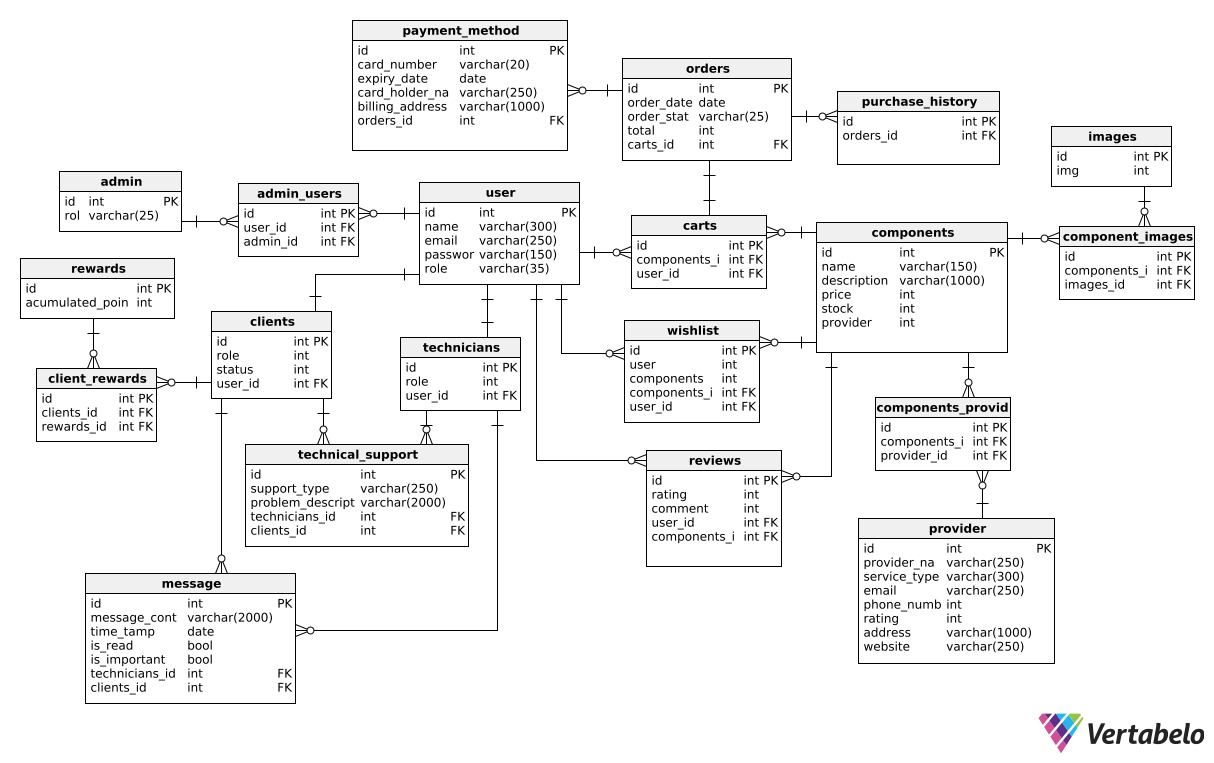 payment_method
id int PK
card_number varchar(20)
expiry_date date
card_holder_na varchar(250)
billing_address varchar(1000)
orders_id int FK
orders
id int PK
order_date date
order_stat varchar(25)
total int
carts_id int FK
purchase_history
id int PK
orders_id int FK
images
id int PK
img int
admin
id int PK
rol varchar(25)
admin_users
id int PK
user_id int FK
admin_id int FK
user
id int PK
name varchar(300)
email varchar(250)
passwor varchar(150)
role varchar(35)
carts
id int PK
components_i int FK
user_id int FK
components
id int PK
name varchar(150)
description varchar(1000)
price int
stock int
provider int
component_images
id int PK
components_i int FK
images_id int FK
rewards
id int PK
acumulated_poin int
clients
id int PK
role int
status int
user_id int FK
technicians
id int PK
role int
user_id int FK
wishlist
id int PK
user int
components int
components_i int FK
user_id int FK
client_rewards
id int PK
clients_id int FK
rewards_id int FK
components_provid
id int PK
components_i int FK
provider_id int FK
technical_support
id int PK
support_type varchar(250)
problem_descript varchar(2000)
technicians_id int FK
clients_id int FK
reviews
id int PK
rating int
comment int
user_id int FK
components_i int FK
provider
id int PK
provider_na varchar(250)
service_type varchar(300)
email varchar(250)
phone_numb int
rating int
address varchar(1000)
website varchar(250)
message
id int PK
message_cont varchar(2000)
time_tamp date
is_read bool
is_important bool
technicians_id int FK
clients_id int FK
Vertabelo